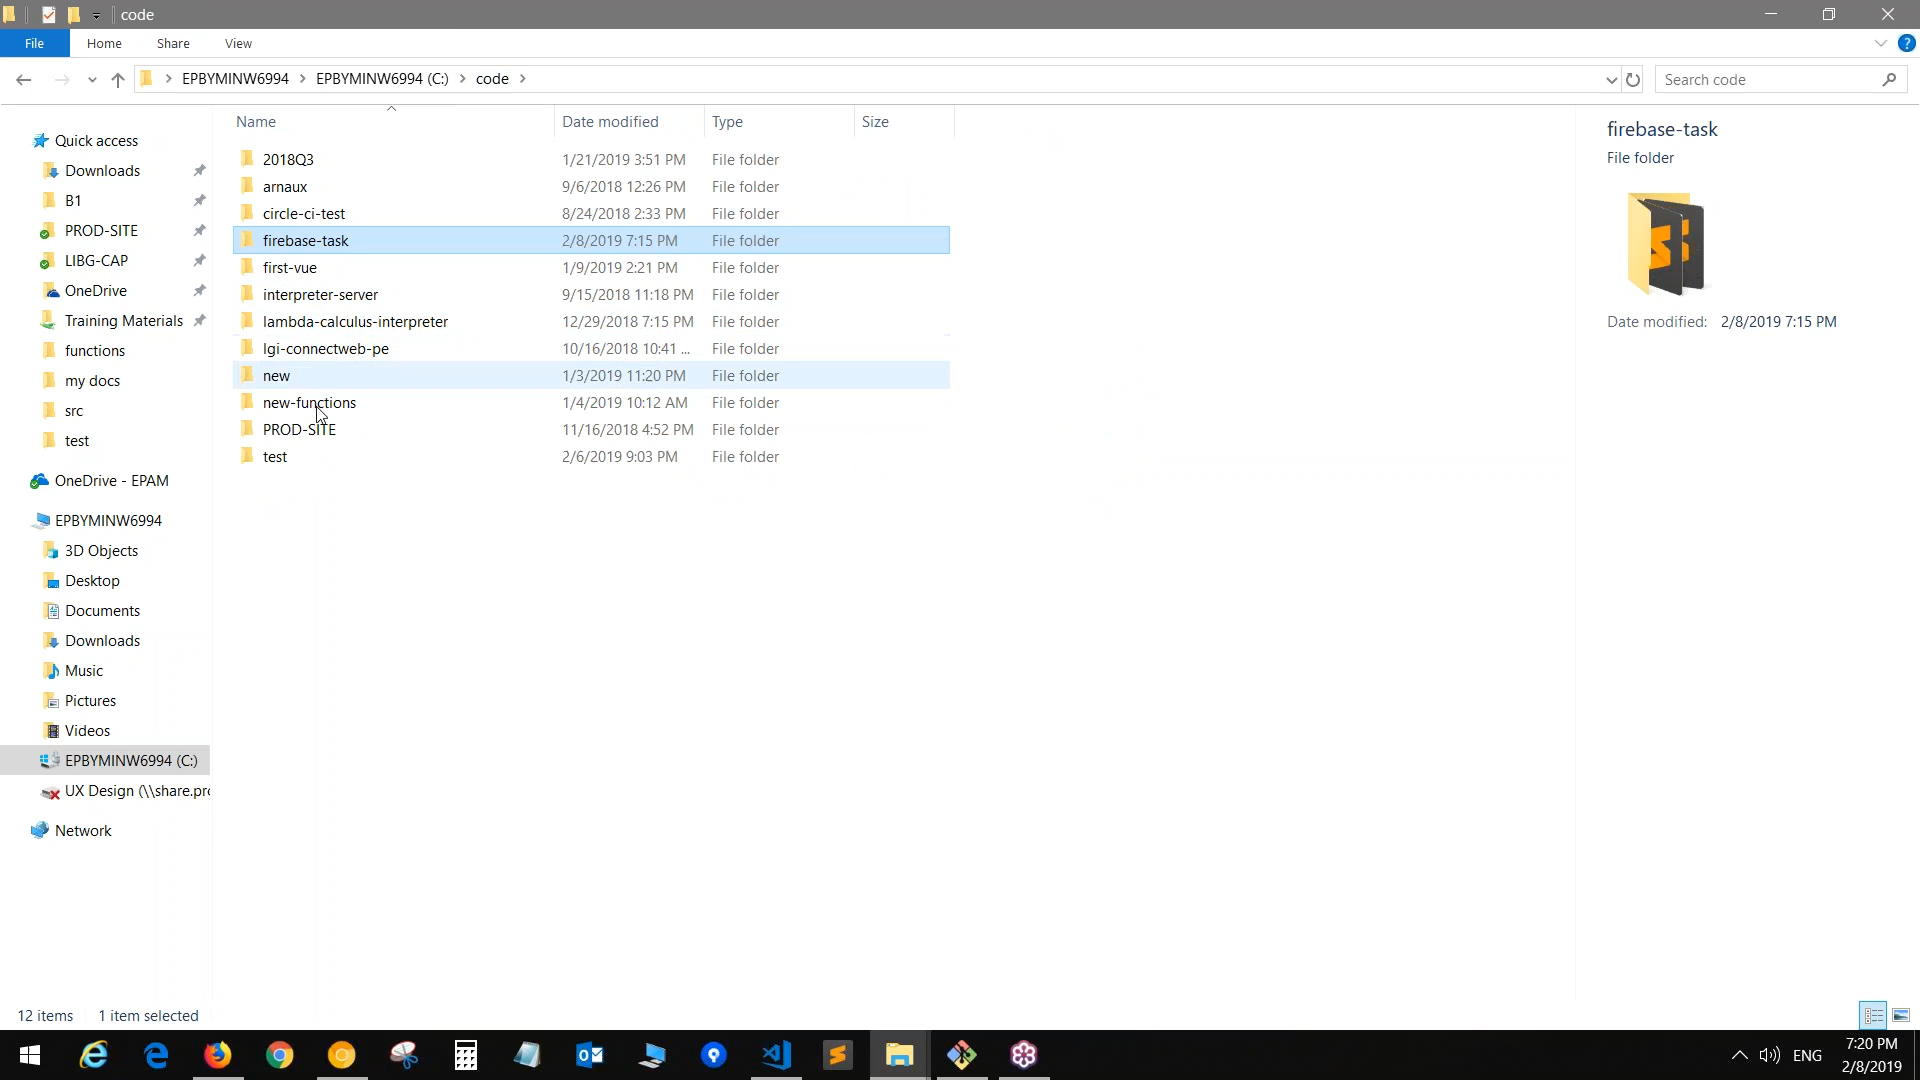 code
File
Home
Share
View
EPBYMINW6994
EPBYMINW6994 (C:)
code
Search code
Name
Date modified
Type
Size
2018Q3
1/21/2019 3:51 PM
File folder
arnaux
9/6/2018 12:26 PM
File folder
circle-ci-test
8/24/2018 2:33 PM
File folder
firebase-task
2/8/2019 7:15 PM
File folder
first-vue
1/9/2019 2:21 PM
File folder
interpreter-server
9/15/2018 11:18 PM
File folder
lambda-calculus-interpreter
12/29/2018 7:15 PM
File folder
lgi-connectweb-pe
10/16/2018 10:41 ...
File folder
new
1/3/2019 11:20 PM
File folder
new-functions
1/4/2019 10:12 AM
File folder
PROD-SITE
11/16/2018 4:52 PM
File folder
test
2/6/2019 9:03 PM
File folder
Quick access
Downloads
B1
PROD-SITE
LIBG-CAP
OneDrive
Training Materials
functions
my docs
src
test
OneDrive - EPAM
EPBYMINW6994
3D Objects
Desktop
Documents
Downloads
Music
Pictures
Videos
EPBYMINW6994 (C:)
UX Design (\\share.pro
Network
firebase-task
File folder
Date modified: 2/8/2019 7:15 PM
12 items
1 item selected
ENG
7:20 PM
2/8/2019